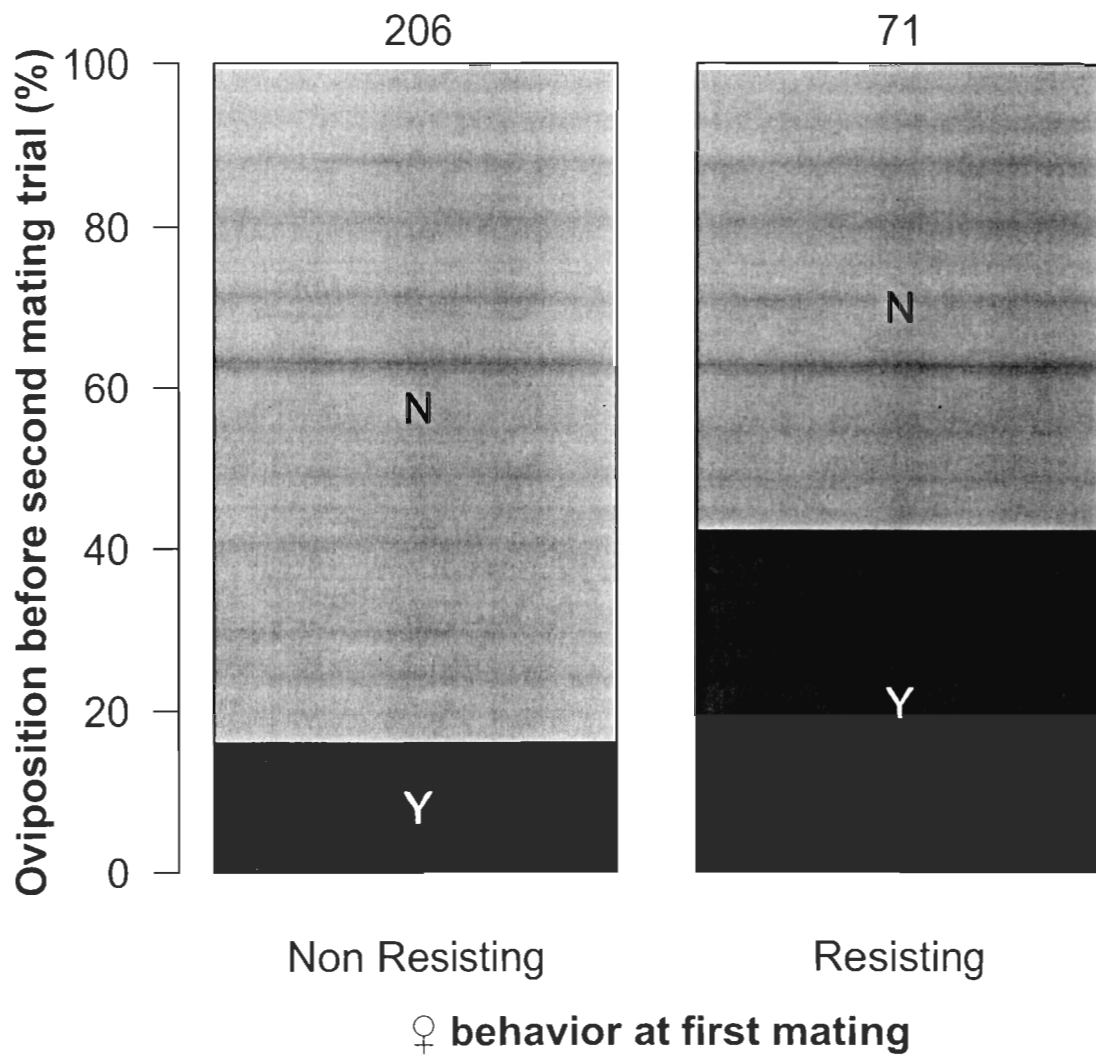 206 71
Oviposition before second mating trial (%)
100
80
60
40
20
0
N
N
Y
Y
Non Resisting
Resisting
♀ behavior at first mating